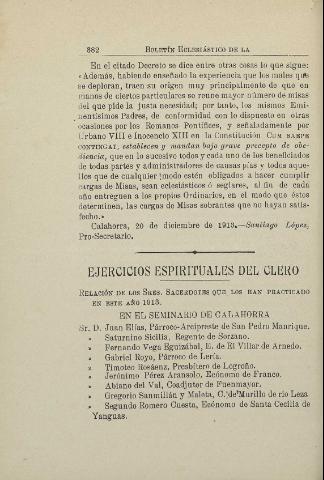 882 BOLETÍN ECLESIÁSTICO DE LA
En el citado Decreto se dice entre otras cosas lo que sigue:
«Además, habiendo enseñado la experiencia que los males que
se deploran, traen su origen muy principalmente de que en
manos de ciertos particulares se reune mayor número de misas
del que pide la justa necesidad; por tanto, los mismos Emi-
nentísimos Padres, de conformidad con lo dispuesto en otras
ocasiones por los Romanos Pontífices, y señaladamente por
Urbano VIII e Inocencio XIII en la Constitución CUM SAEPE
CONTINGAT, establecen y mandan bajo grave precepto de obe-
diencia, que en lo sucesivo todos y cada uno de los beneficiados
de todas partes y administradores de causas pías y todos aque-
llos que de cualquier modo estén obligados a hacer cumplir
cargas de Misas, sean eclesiásticos ó seglares, al fin de cada
año entreguen a los propios Ordinarios, en el modo que éstos
determinen, las cargas de Misas sobrantes que no hayan satis-
fecho.»
Calahorra, 20 de diciembre de 1913.—Santiago López,
Pro-Secretario.
EJERCICIOS ESPIRITUALES DEL CLERO
RELACIÓN DE LOS SRES. SACERDOTES QUE LOS HAN PRACTICADO
EN ESTE AÑO 1913.
EN EL SEMINARIO DE CALAHORRA
Sr. D. Juan Elías, Párroco-Arcipreste de San Pedro Manrique.
» Saturnino Sicilia, Regente de Sorzano.
» Fernando Vega Eguizábal, E. de El Villar de Arnedo.
» Gabriel Royo, Párroco de Lería.
» Timoteo Roeáenz, Presbítero de Logroño.
» Jerónimo Pérez Aransolo, Ecónomo de Franco.
» Abiano del Val, Coadjutor de Fuenmayor.
» Gregorio Sanmillán y Maleta, C. de Murillo de rio Leza
» Segundo Romero Cuesta, Ecónomo de Santa Cecilia de
Yanguas.